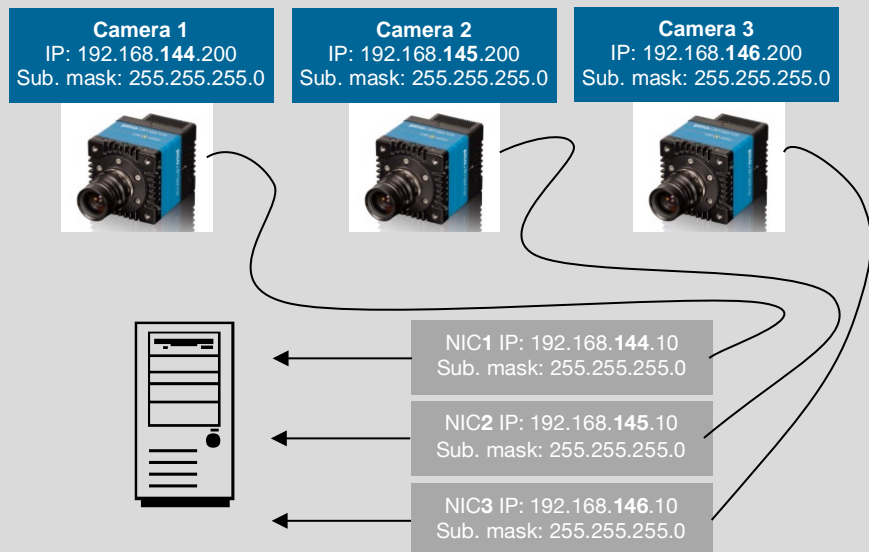 Camera 1
IP: 192.168.144.200
Sub. mask: 255.255.255.0
Camera 2
IP: 192.168.145.200
Sub. mask: 255.255.255.0
Camera 3
IP: 192.168.146.200
Sub. mask: 255.255.255.0
NIC1 IP: 192.168.144.10
Sub. mask: 255.255.255.0
NIC2 IP: 192.168.145.10
Sub. mask: 255.255.255.0
NIC3 IP: 192.168.146.10
Sub. mask: 255.255.255.0